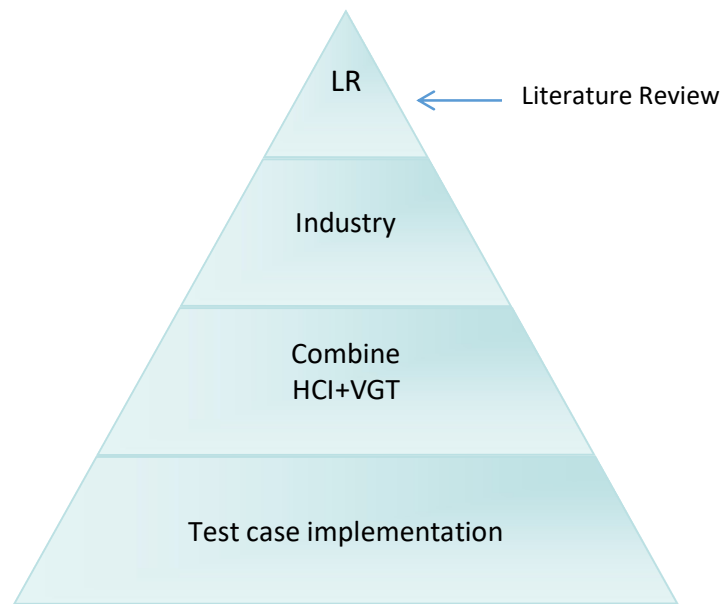 LR
Literature Review
Industry
Combine
HCI+VGT
Test case implementation